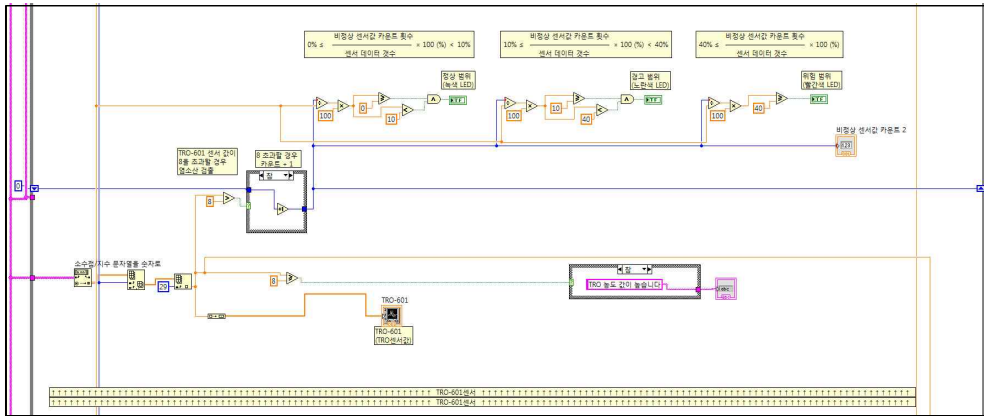 비정상 센서값 카운트 횟수
0% ≤ × 100 (%) < 10%
센서 데이터 갯수
비정상 센서값 카운트 횟수
10% ≤ × 100 (%) < 40%
센서 데이터 갯수
비정상 센서값 카운트 횟수
40% ≤ × 100 (%)
센서 데이터 갯수
정상 범위
(녹색 LED)
경고 범위
(노란색 LED)
위험 범위
(빨간색 LED)
TF
TF
TF
100
0
10
100
10
40
100
40
비정상 센서값 카운트 2
TRO-601 센서 값이
8을 초과할 경우
염소산 검출
8 초과할 경우
카운트 + 1
참
0
8
소수점/지수 문자열을 숫자로
29
8
참
TRO 농도 값이 높습니다
abc
TRO-601
TRO-601
(TRO센서값)
TRO-601센서
TRO-601센서